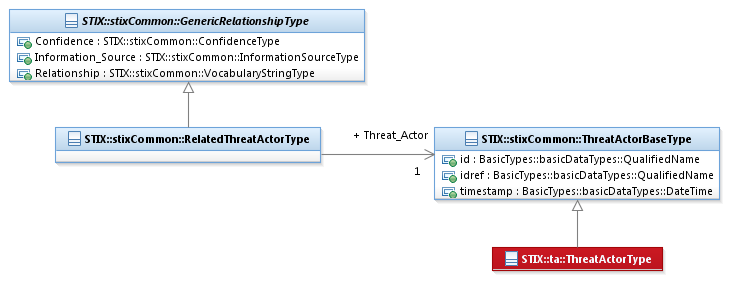 STIX::stixCommon::GenericRelationshipType
Confidence : STIX::stixCommon::ConfidenceType
Information_Source : STIX::stixCommon::InformationSourceType
Relationship : STIX::stixCommon::VocabularyStringType
STIX::stixCommon::RelatedThreatActorType
+ Threat_Actor
1
STIX::stixCommon::ThreatActorBaseType
id : BasicTypes::basicDataTypes::QualifiedName
idref : BasicTypes::basicDataTypes::QualifiedName
timestamp : BasicTypes::basicDataTypes::DateTime
STIX::ta::ThreatActorType